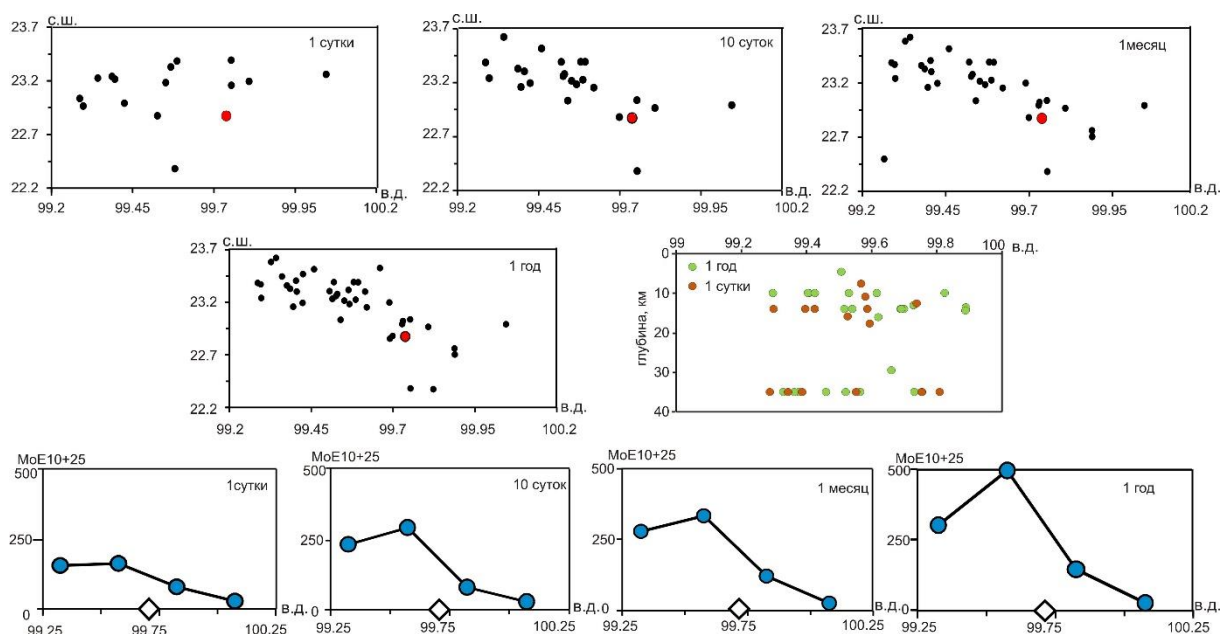 с.ш.
23.7
23.2
22.7
22.2
1 сутки
99.2 99.45 99.7 99.95 100.2
в.д.
с.ш.
23.7
23.2
22.7
22.2
10 суток
99.2 99.45 99.7 99.95 100.2
в.д.
с.ш.
23.7
23.2
22.7
22.2
1месяц
99.2 99.45 99.7 99.95 100.2
в.д.
с.ш.
23.7
23.2
22.7
22.2
1 год
99.2 99.45 99.7 99.95 100.2
в.д.
99 99.2 99.4 99.6 99.8 100
в.д.
0
10
20
30
40
глубина, км
1 год
1 сутки
МоЕ10+25
500
250
0
1сутки
99.25 99.75 100.25
в.д.
МоЕ10+25
500
250
0
10 суток
99.25 99.75 100.25
в.д.
МоЕ10+25
500
250
0
1 месяц
99.25 99.75 100.25
в.д.
МоЕ10+25
500
250
0
1 год
99.25 99.75 100.25
в.д.